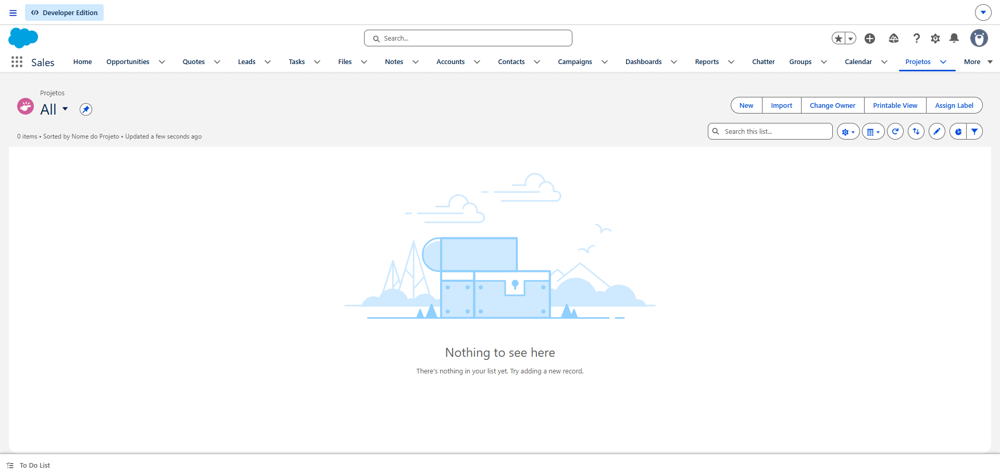 Developer Edition
Search...
Sales
Home
Opportunities
Quotes
Leads
Tasks
Files
Notes
Accounts
Contacts
Campaigns
Dashboards
Reports
Chatter
Groups
Calendar
Projetos
More
Projetos
All
New
Import
Change Owner
Printable View
Assign Label
0 items • Sorted by Nome do Projeto • Updated a few seconds ago
Search this list...
Nothing to see here
There's nothing in your list yet. Try adding a new record.
To Do List